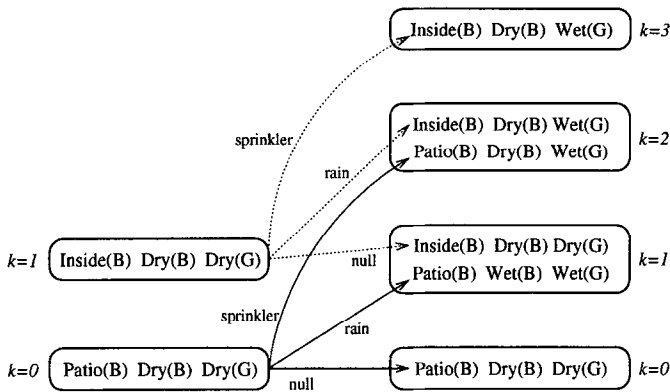 Inside(B) Dry(B) Wet(G) k=3
sprinkler
Inside(B) Dry(B) Wet(G)
Patio(B) Dry(B) Wet(G)
k=2
rain
k=1 Inside(B) Dry(B) Dry(G)
null
Inside(B) Dry(B) Dry(G)
Patio(B) Wet(B) Wet(G)
k=1
sprinkler
rain
k=0 Patio(B) Dry(B) Dry(G)
null
Patio(B) Dry(B) Dry(G) k=0